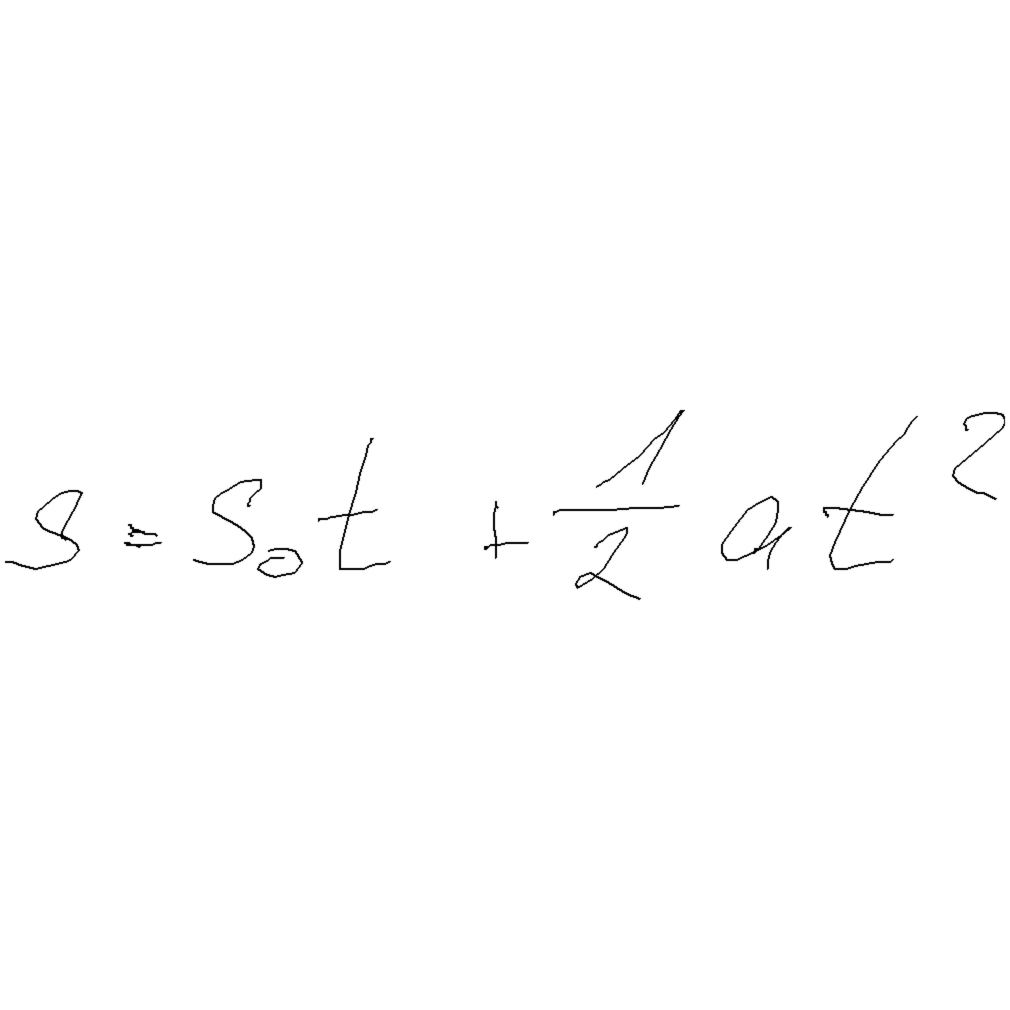 s = s₀t + 1/2 at²